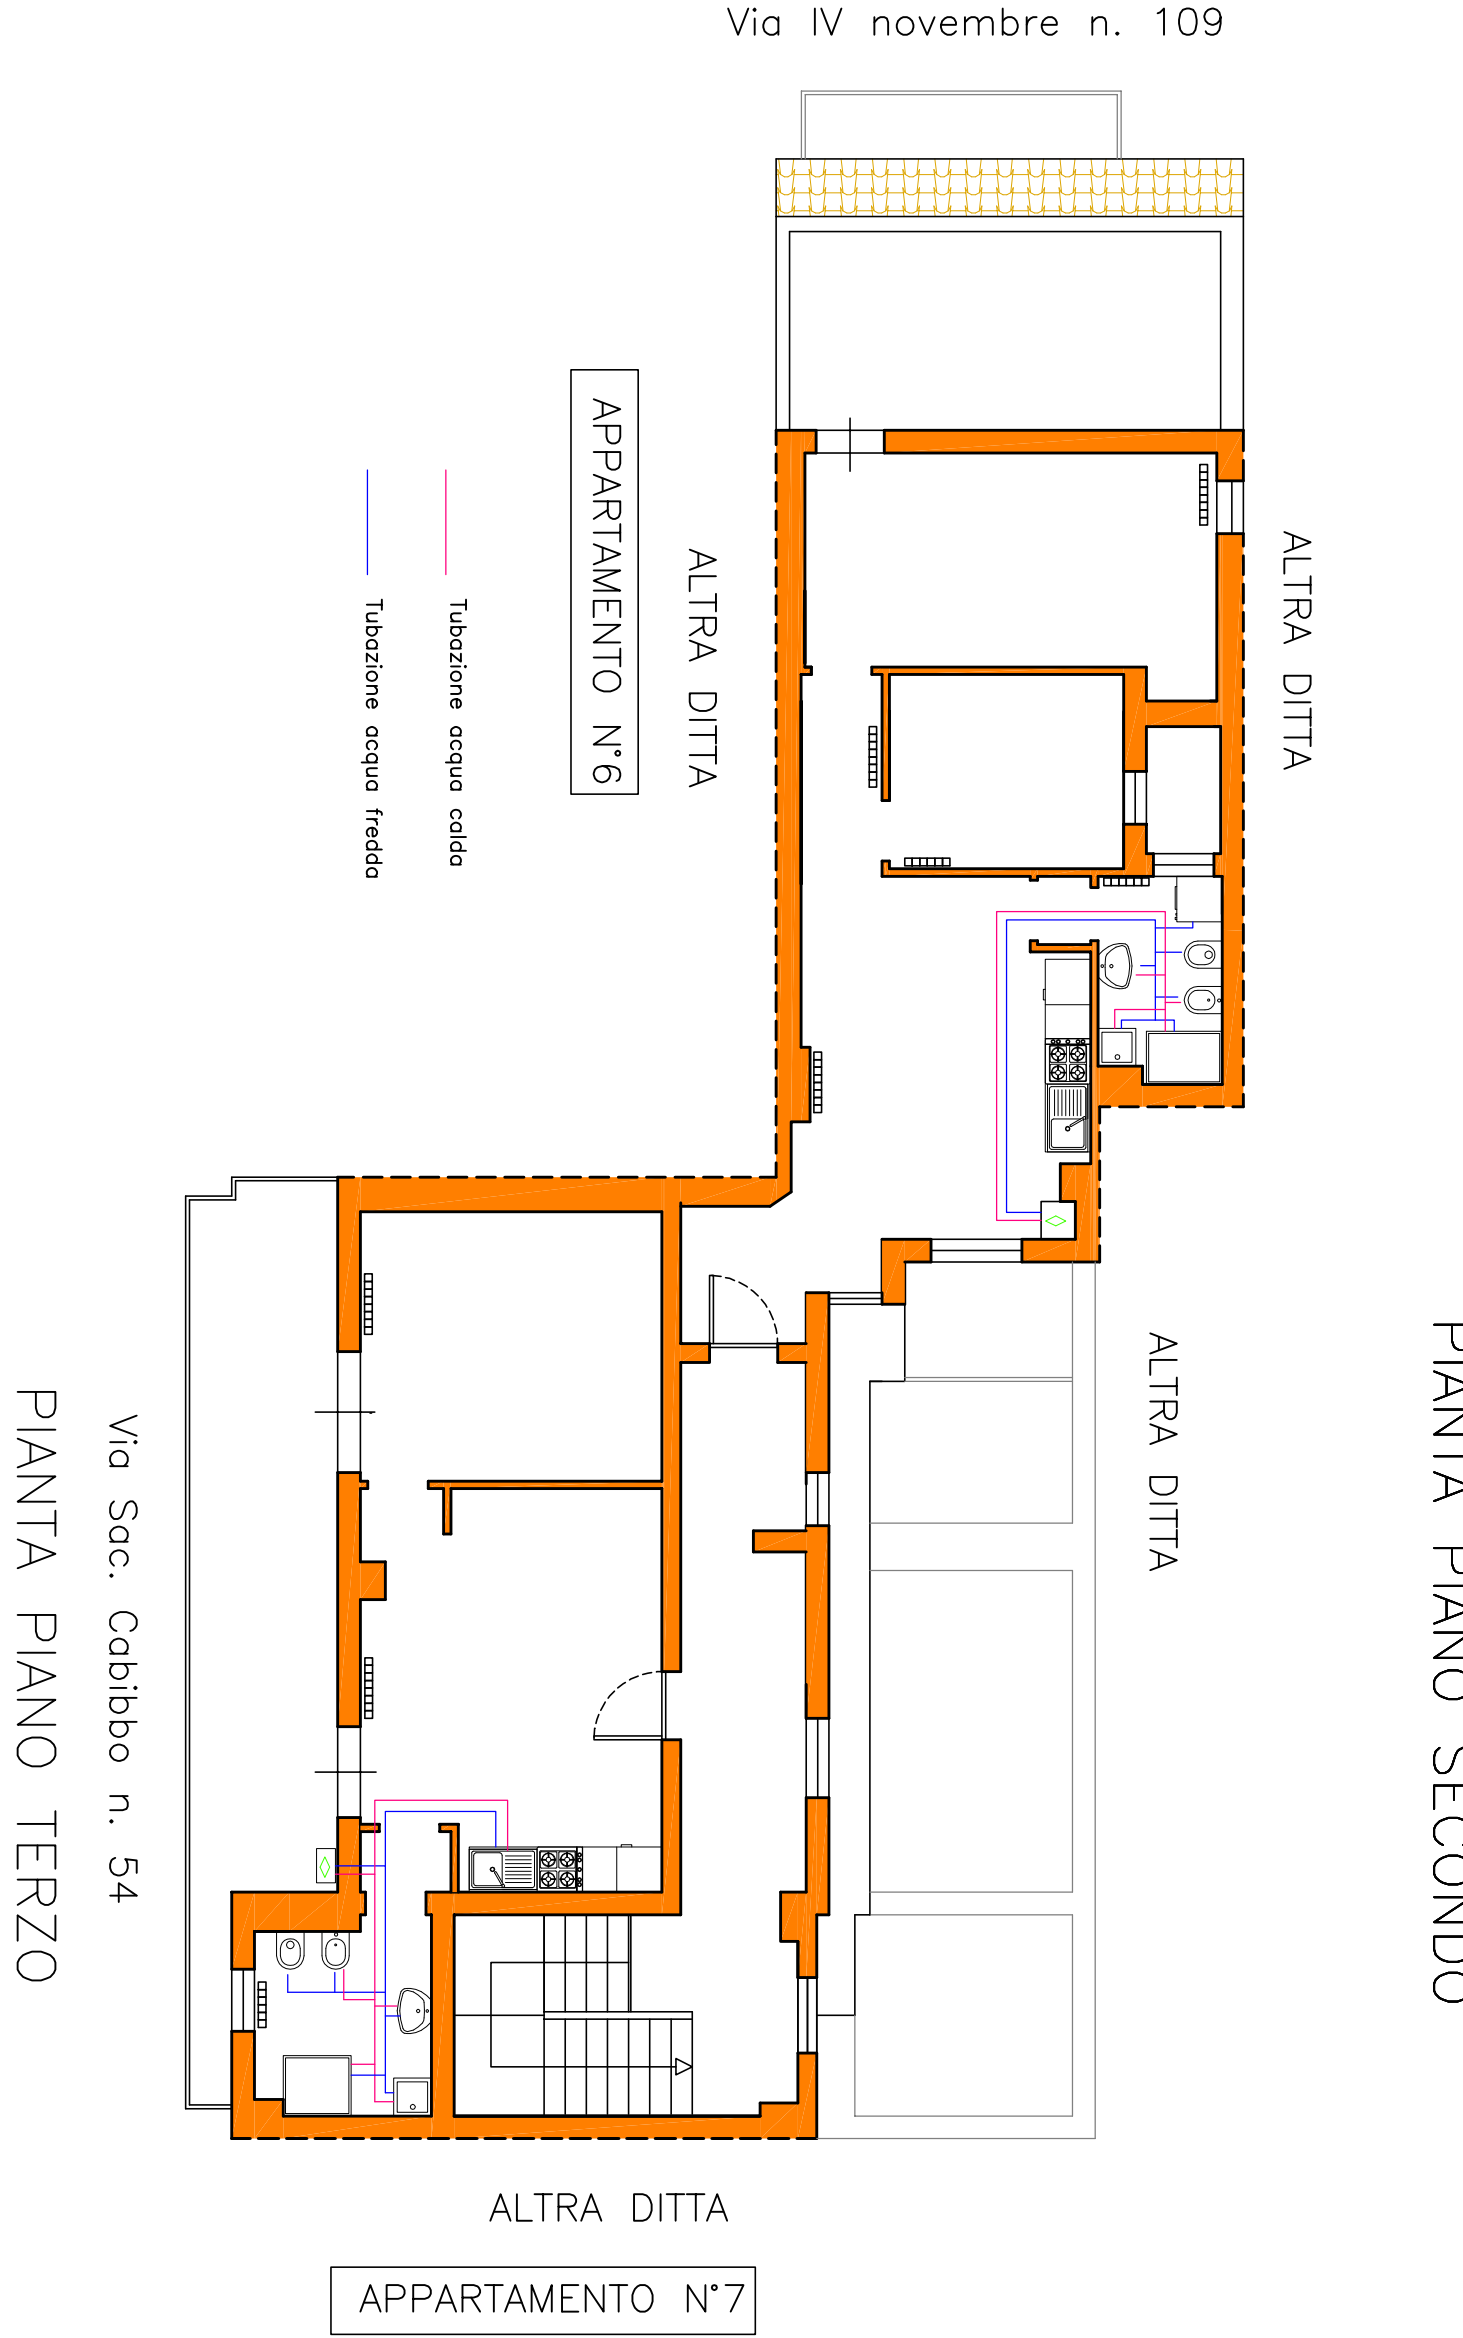 Via IV novembre n. 109
ALTRA DITTA
APPARTAMENTO N°6
ALTRA DITTA
Tubazione acqua calda
Tubazione acqua fredda
ALTRA DITTA
PIANTA PIANO SECONDO
Via Sac. Cabibbo n. 54
PIANTA PIANO TERZO
ALTRA DITTA
APPARTAMENTO N°7